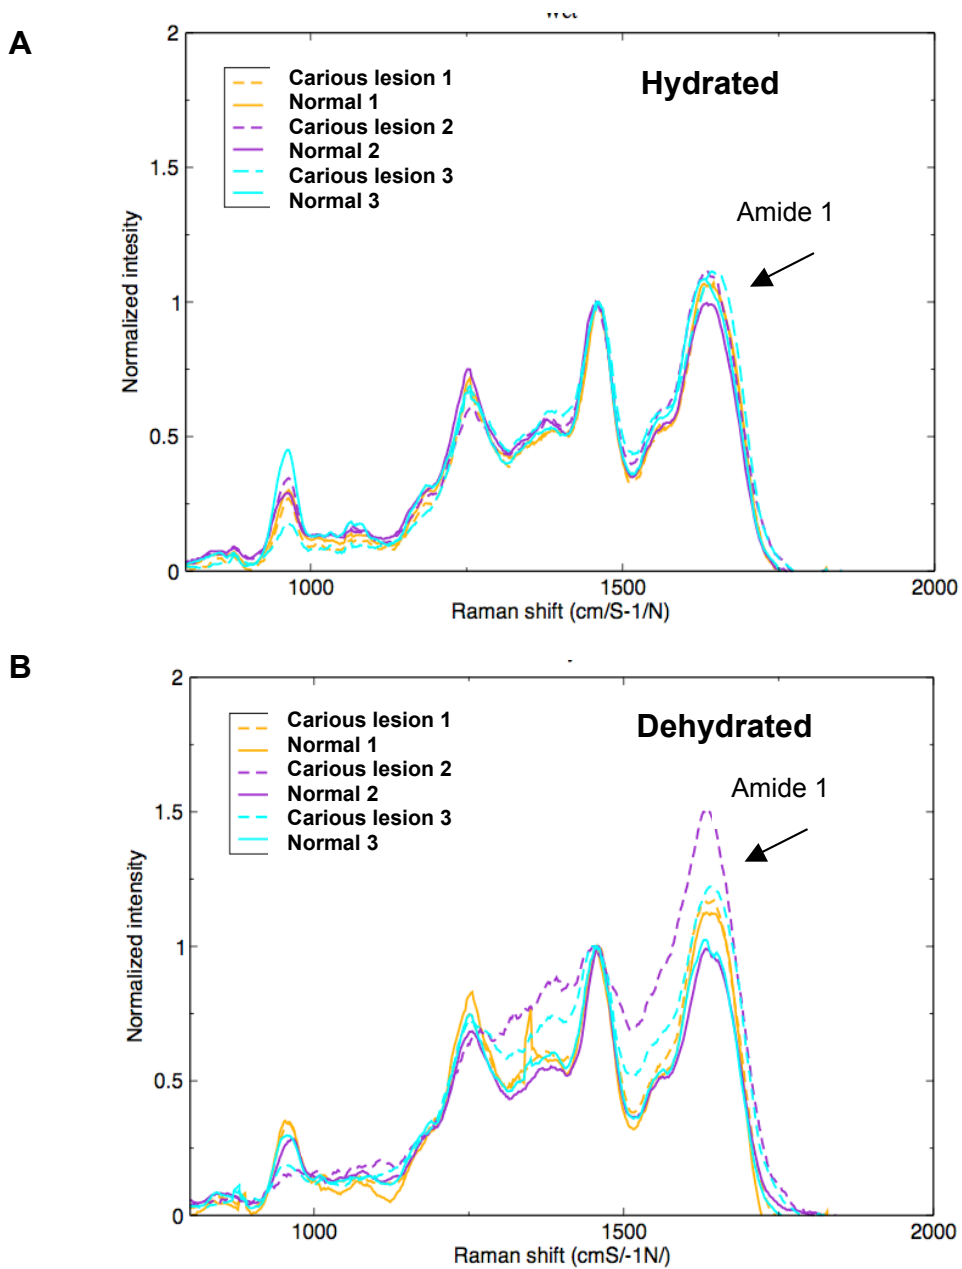 A
2
Carious lesion 1
Normal 1
Carious lesion 2
Normal 2
Carious lesion 3
Normal 3
Hydrated
Amide 1
1.5
1
0.5
0
Normalized intesity
1000
1500
2000
Raman shift (cm/S-1/N)
B
2
Carious lesion 1
Normal 1
Carious lesion 2
Normal 2
Carious lesion 3
Normal 3
Dehydrated
Amide 1
1.5
1
0.5
0
Normalized intensity
1000
1500
2000
Raman shift (cmS/-1N/)